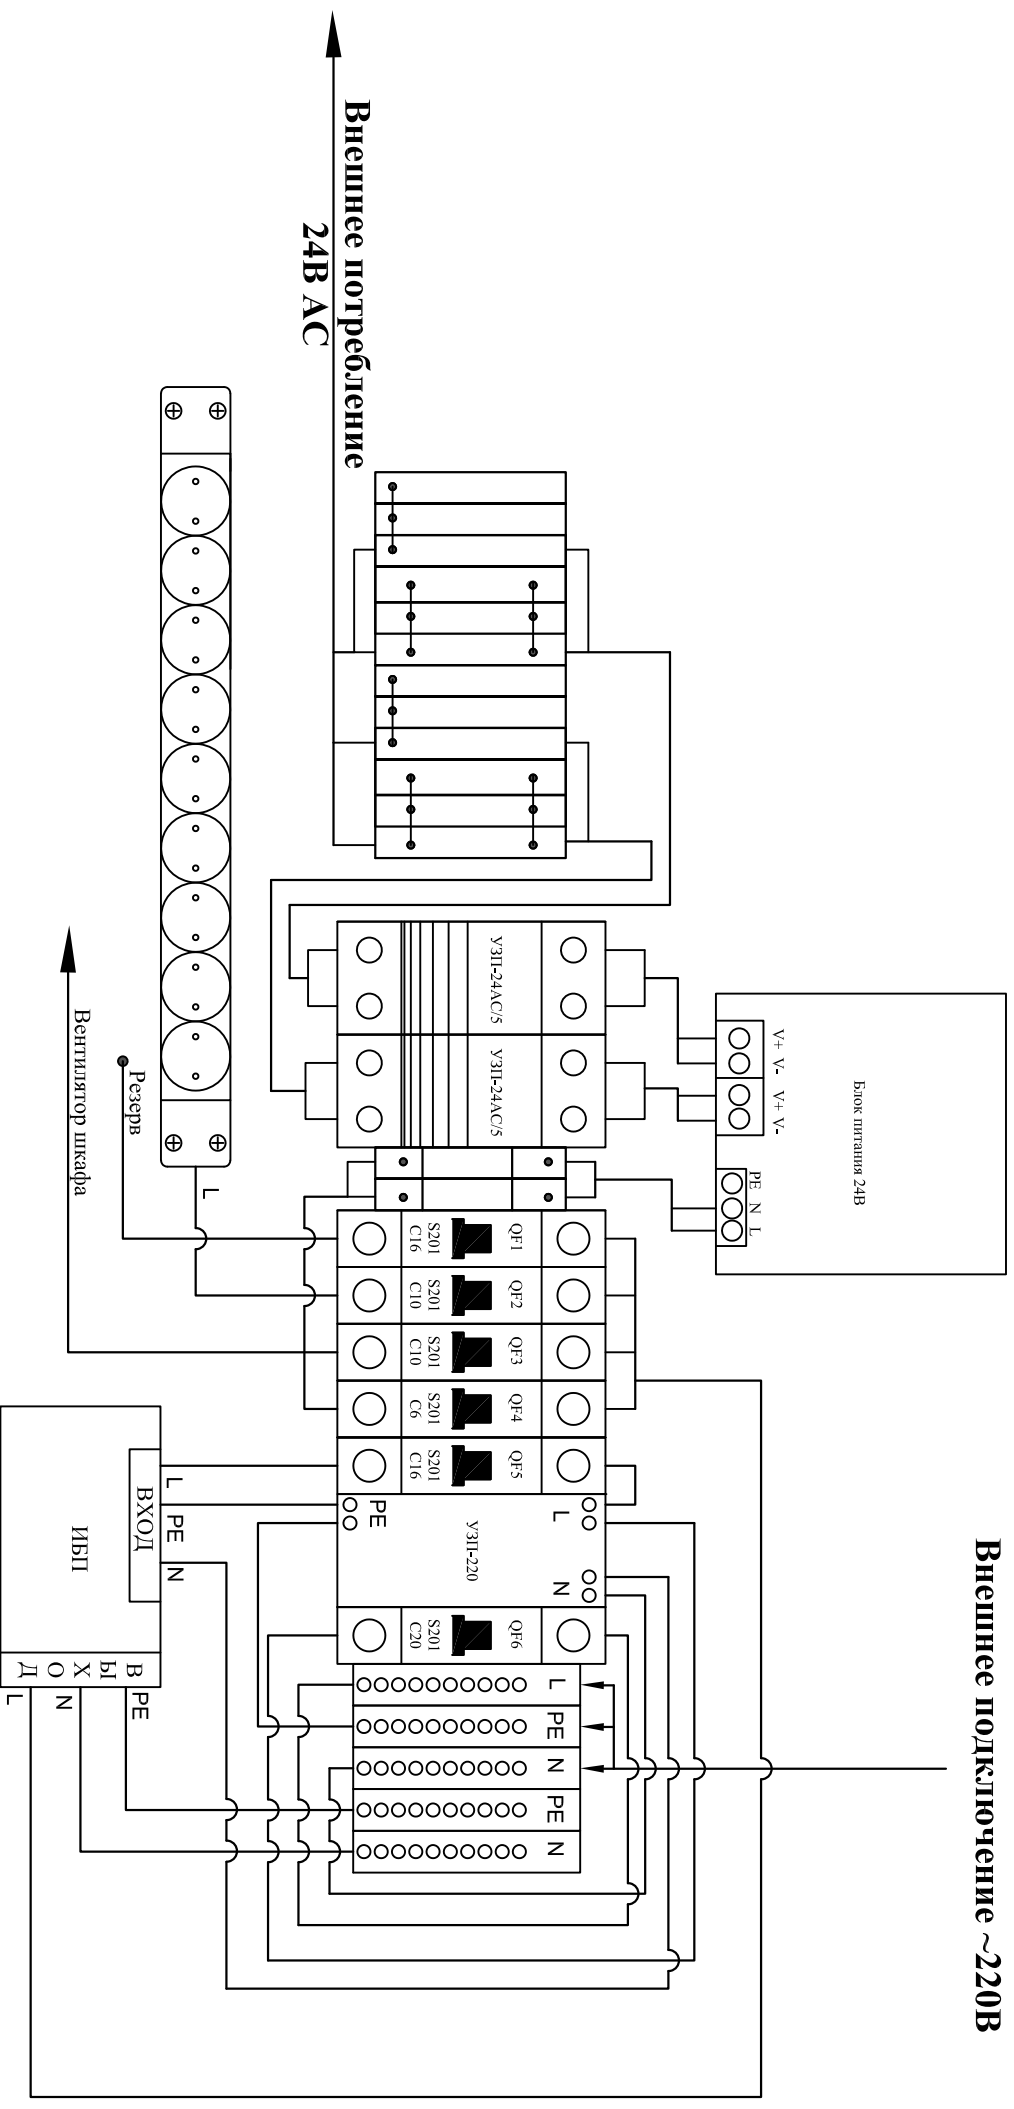 Внешнее потребление
24В АС
Внешнее подключение ~220В
Блок питания 24В
V+ V- V+ V-
PE N L
УЗП-24АС/5
УЗП-24АС/5
QF1
S201
C16
QF2
S201
C10
QF3
S201
C10
QF4
S201
C6
QF5
S201
C16
L
N
УЗП-220
PE
QF6
S201
C20
L
PE
N
PE
N
L
Резерв
Вентилятор шкафа
L
PE
N
ВХОД
ИБП
ВЫХОД
PE
N
L